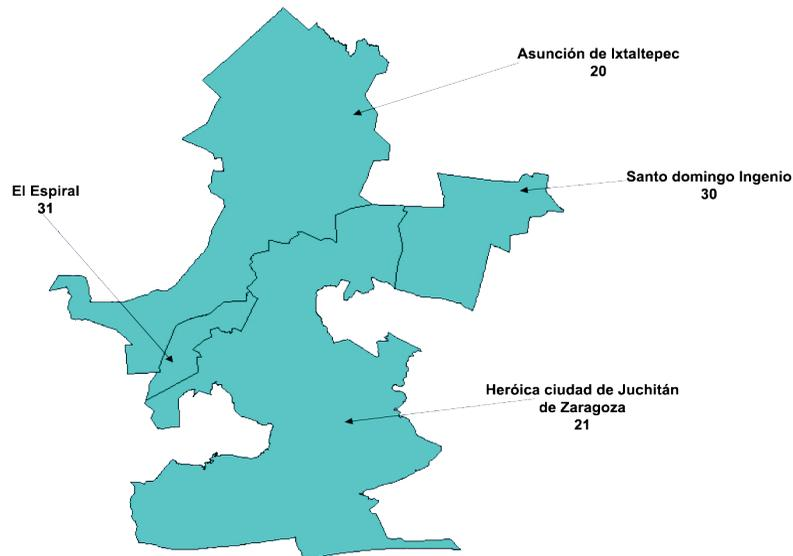 Asunción de Ixtaltepec
20
Santo domingo Ingenio
30
El Espiral
31
Heróica ciudad de Juchitán
de Zaragoza
21